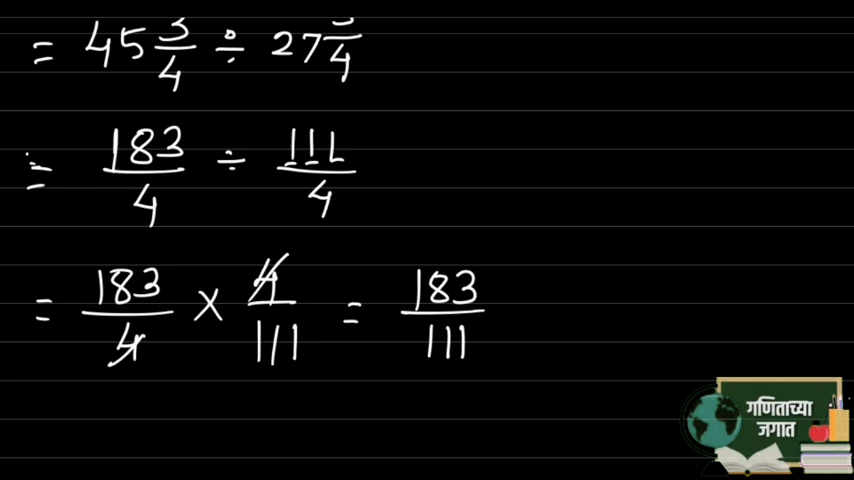 = 45 3/4 ÷ 27 3/4
= 183/4 ÷ 111/4
= 183/4 × 4/111 = 183/111
गणिताच्या
जगात